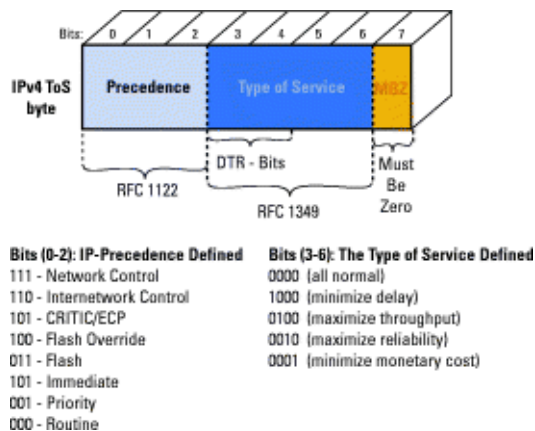 Bits: 0 1 2 3 4 5 6 7
IPv4 ToS
byte
Precedence
Type of Service
MBZ
DTR - Bits
RFC 1122
RFC 1349
Must
Be
Zero
Bits (0-2): IP-Precedence Defined
111 - Network Control
110 - Internetwork Control
101 - CRITIC/ECP
100 - Flash Override
011 - Flash
101 - Immediate
001 - Priority
000 - Routine
Bits (3-6): The Type of Service Defined
0000 (all normal)
1000 (minimize delay)
0100 (maximize throughput)
0010 (maximize reliability)
0001 (minimize monetary cost)